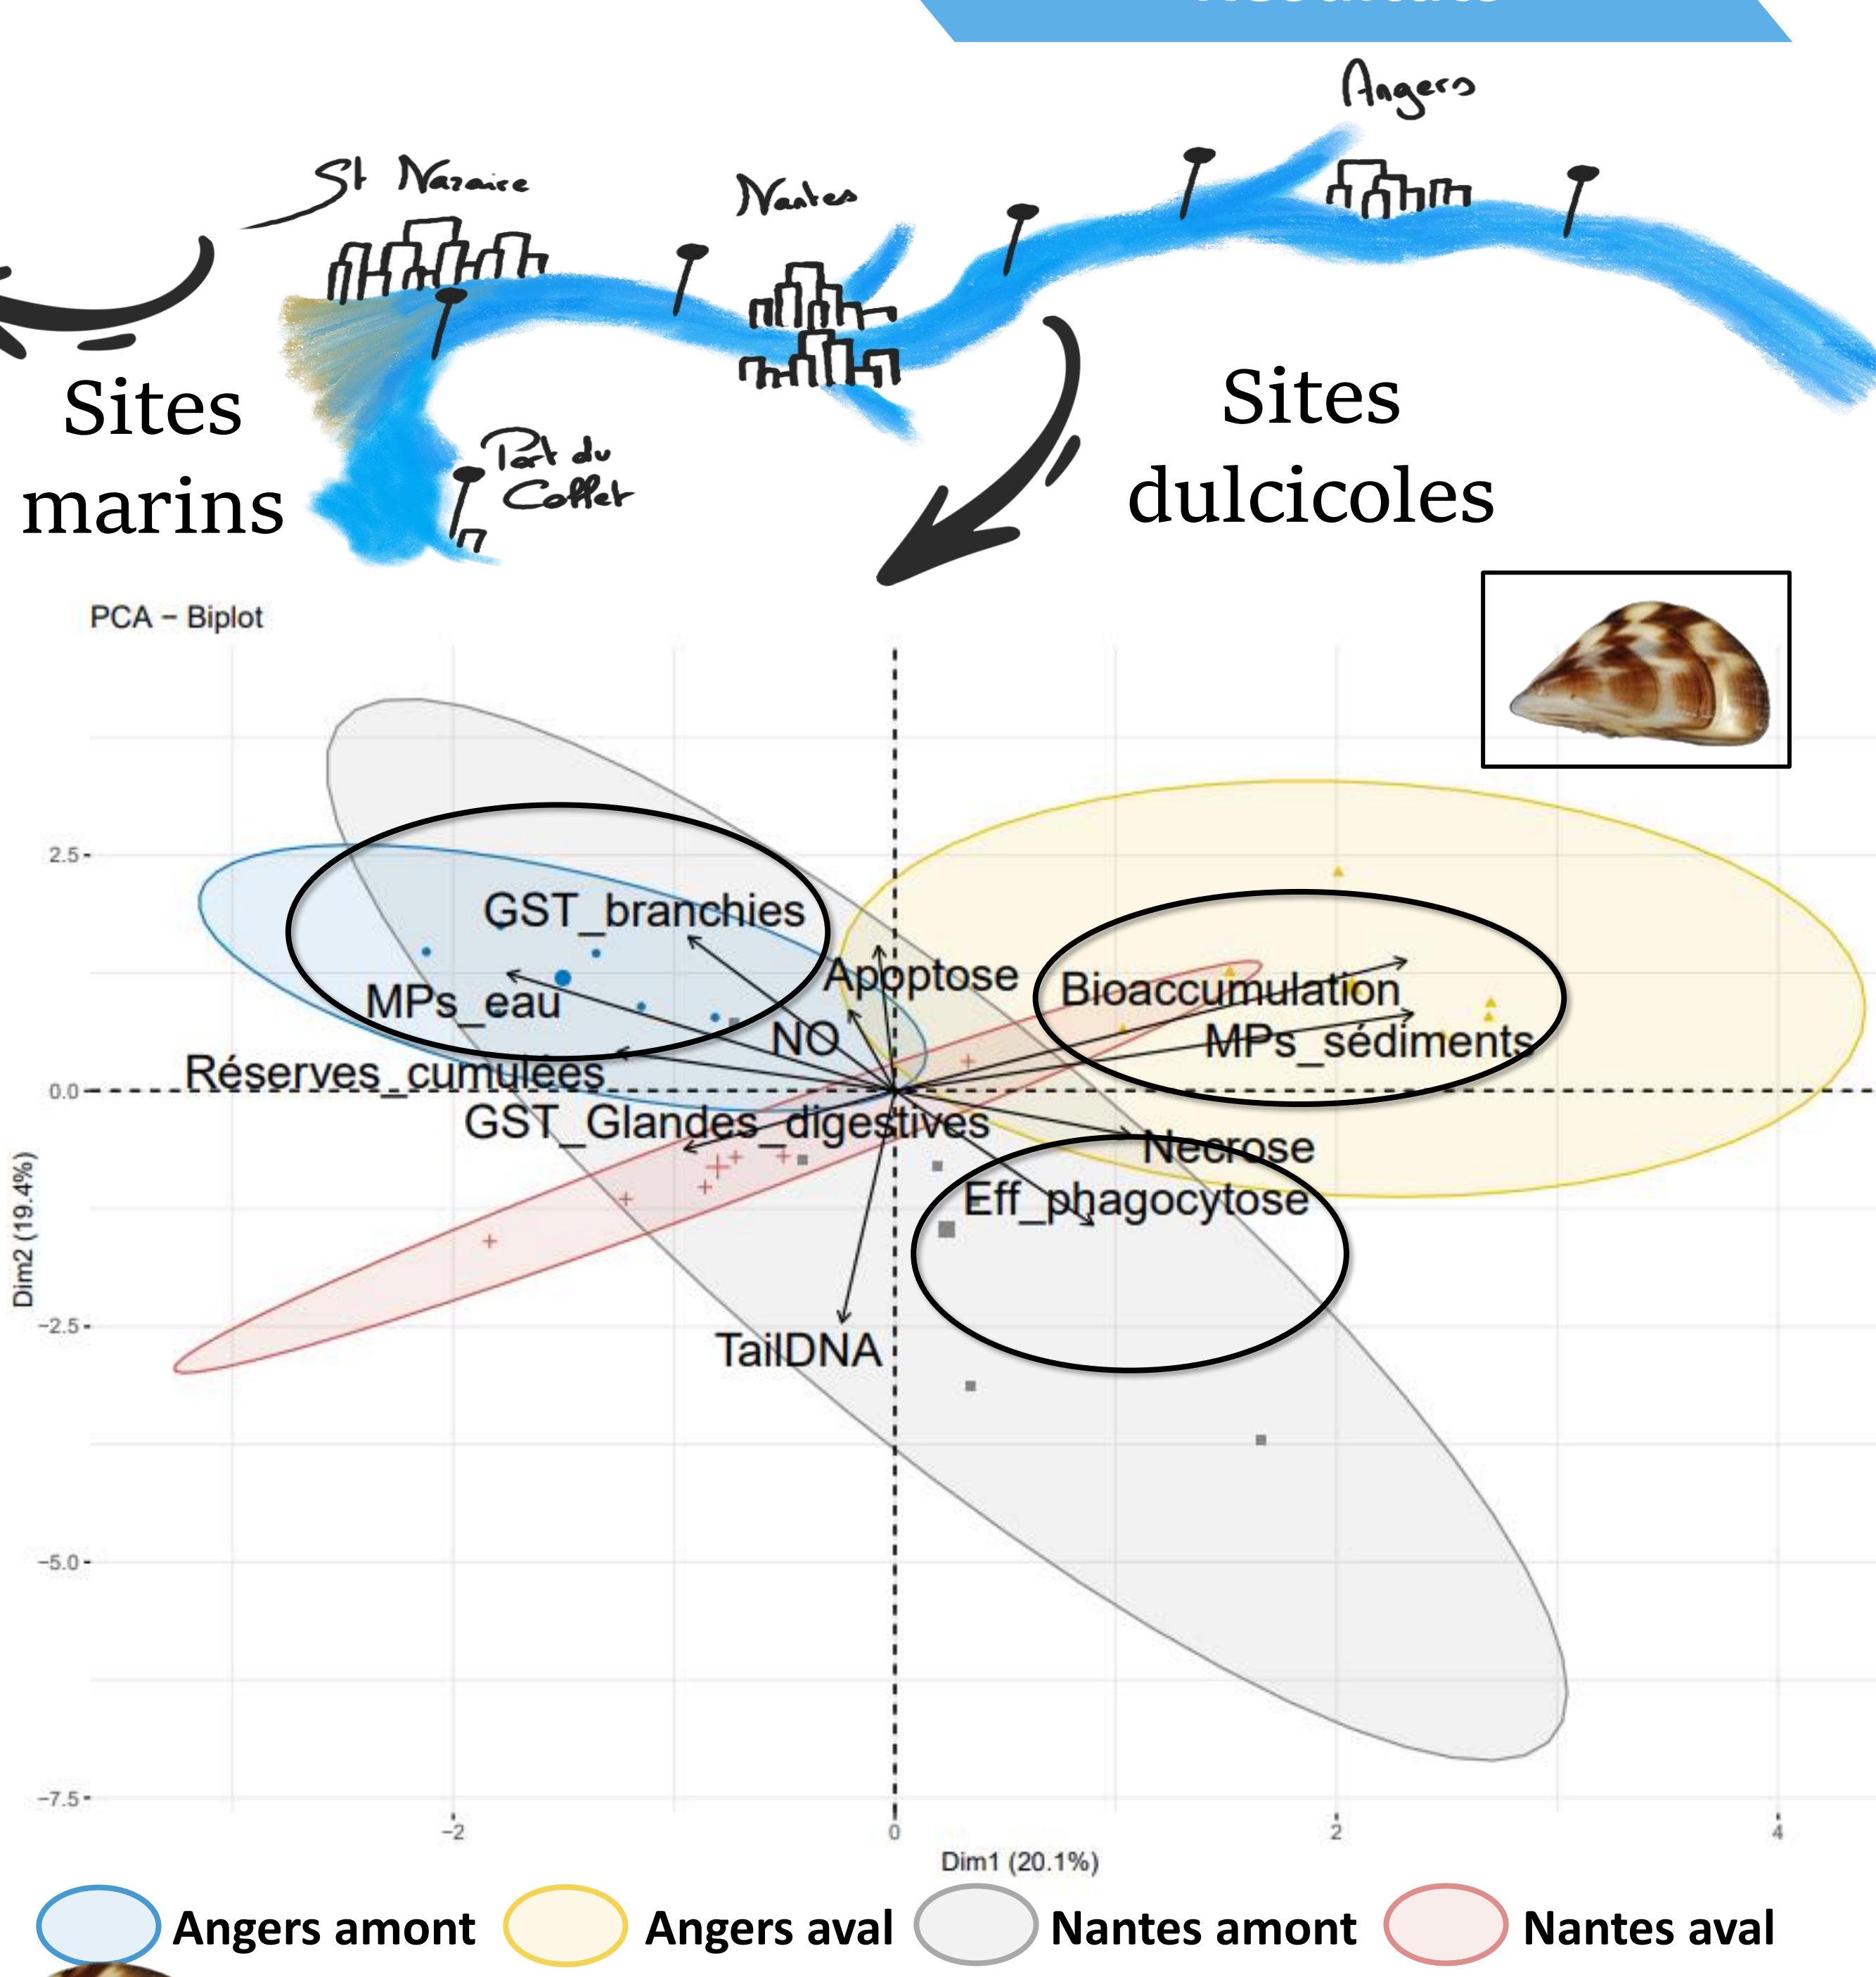 Angers
St Nazaire
Nantes
Sites
marins
Port du
Collet
Sites
dulcicoles
PCA − Biplot
2.5
0.0
−2.5
−5.0
−7.5
Dim2 (19.4%)
GST_branchies
MPs_eau
Apoptose
NO
Bioaccumulation
MPs_sédiments
Réserves_cumulées
GST_Glandes_digestives
Necrose
Eff_phagocytose
TailDNA
−2
0
2
4
Dim1 (20.1%)
Angers amont
Angers aval
Nantes amont
Nantes aval